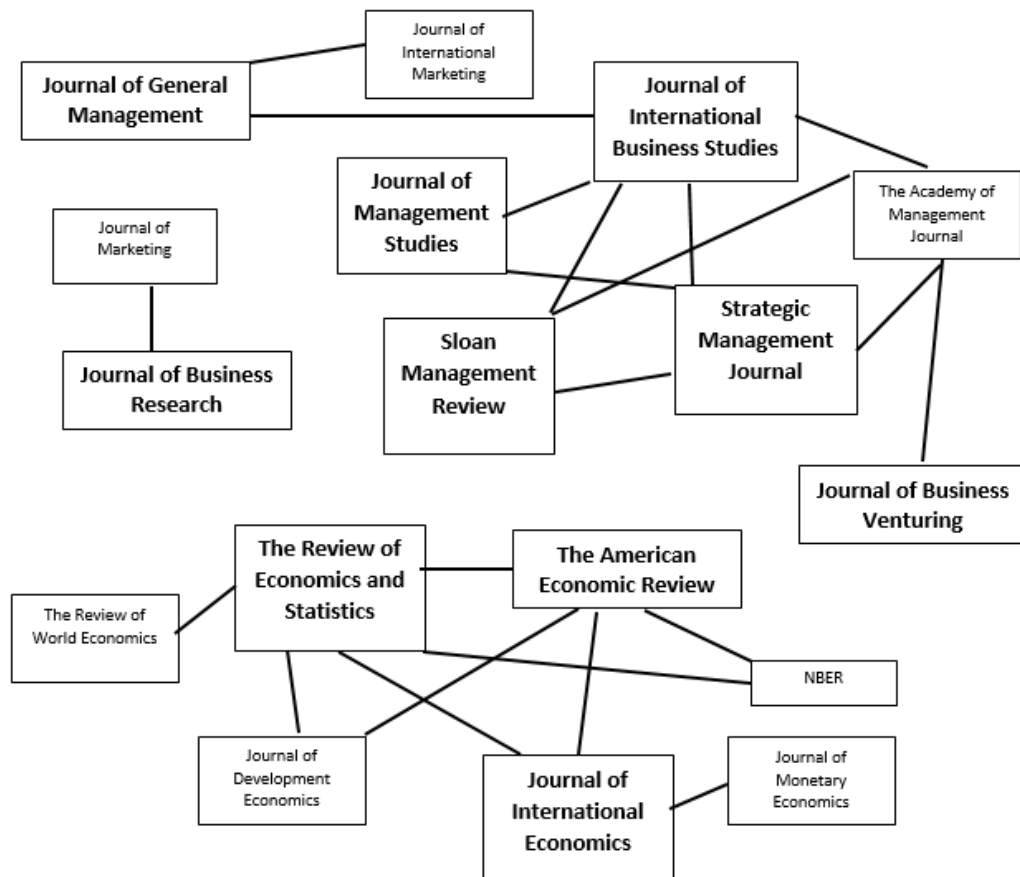 Journal of
International
Marketing
Journal of General
Management
Journal of
International
Business Studies
Journal of
Management
Studies
The Academy of
Management
Journal
Journal of
Marketing
Strategic
Management
Journal
Sloan
Management
Review
Journal of Business
Research
Journal of Business
Venturing
The Review of
Economics and
Statistics
The American
Economic Review
The Review of
World Economics
NBER
Journal of
Development
Economics
Journal of
International
Economics
Journal of
Monetary
Economics